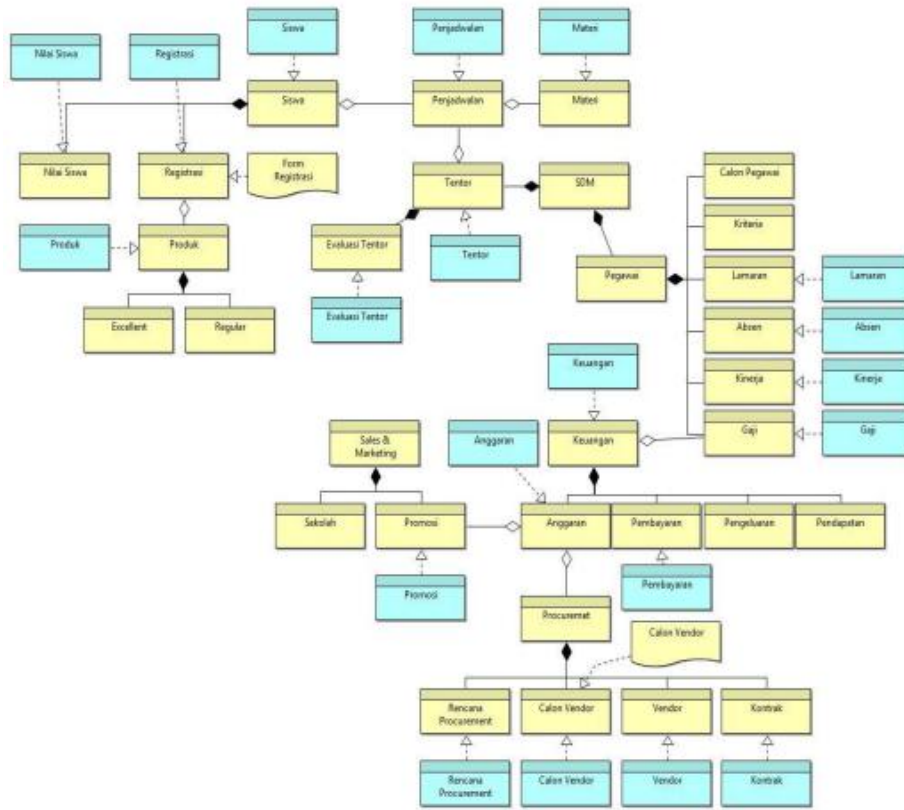 Siswa
Penjadwalan
Materi
Nilai Siswa
Registrasi
Siswa
Penjadwalan
Materi
Nilai Siswa
Registrasi
Form
Registrasi
Tentor
SDM
Calon Pegawai
Kriteria
Produk
Produk
Evaluasi Tentor
Tentor
Pegawai
Lamaran
Lamaran
Excellent
Regular
Evaluasi Tentor
Absen
Absen
Keuangan
Kinerja
Kinerja
Sales &
Marketing
Anggaran
Keuangan
Gaji
Gaji
Sekolah
Promosi
Anggaran
Pembayaran
Pengeluaran
Pendapatan
Promosi
Pembayaran
Procuremat
Calon Vendor
Rencana
Procurement
Calon Vendor
Vendor
Kontrak
Rencana
Procurement
Calon Vendor
Vendor
Kontrak